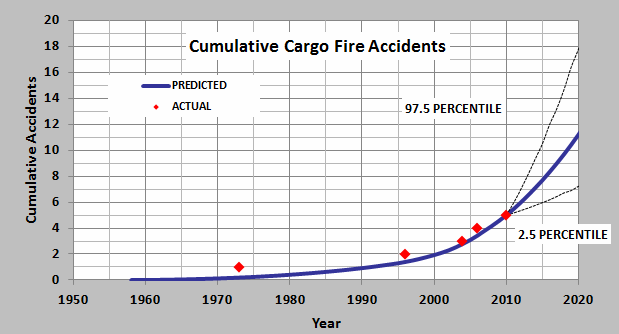 Cumulative Cargo Fire Accidents
PREDICTED
ACTUAL
97.5 PERCENTILE
2.5 PERCENTILE
Cumulative Accidents
20
18
16
14
12
10
8
6
4
2
0
1950 1960 1970 1980 1990 2000 2010 2020
Year